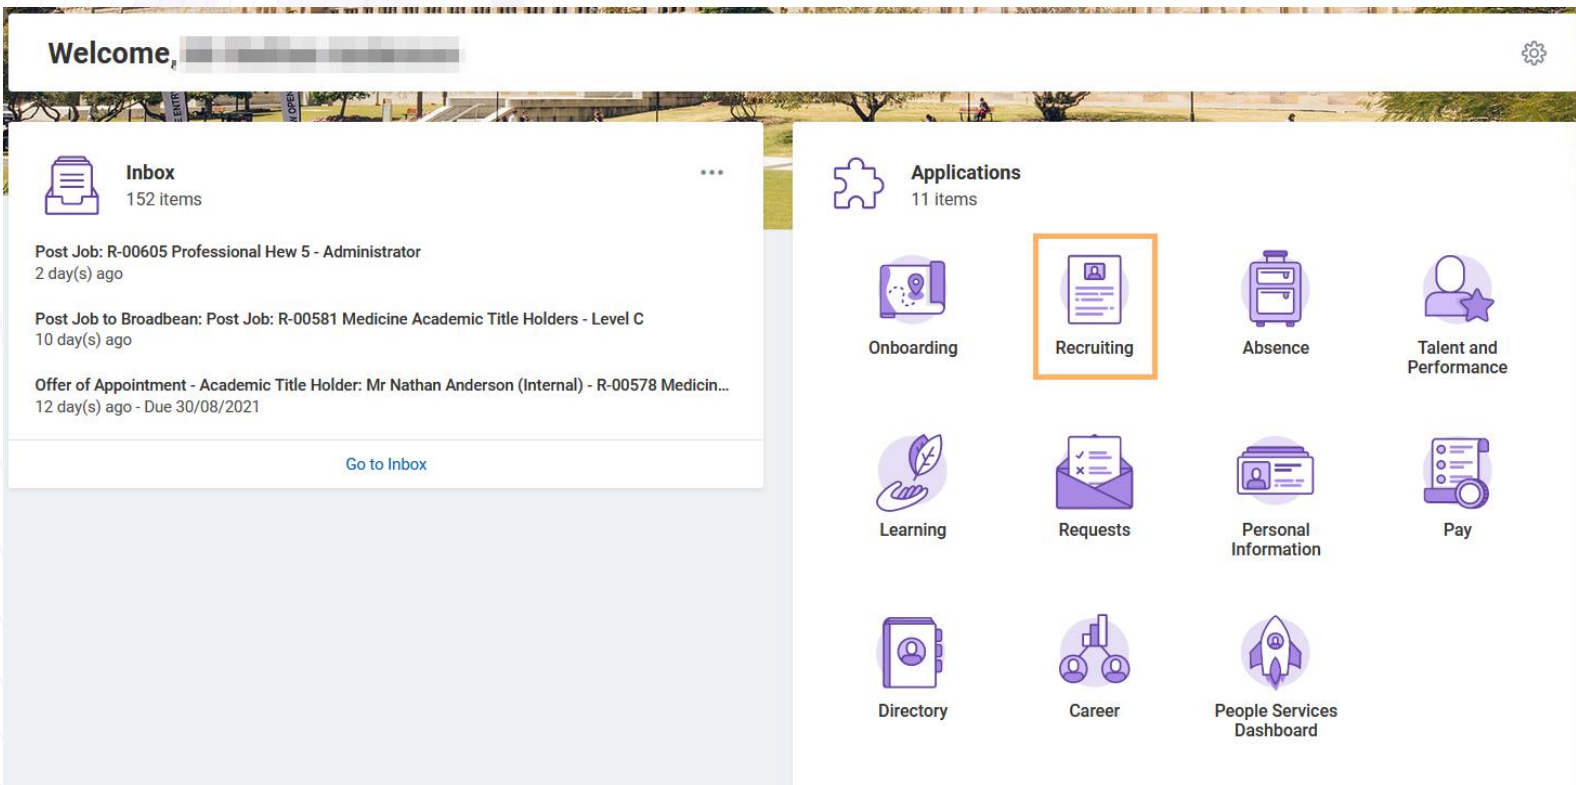 Welcome,
Inbox
152 items
Post Job: R-00605 Professional Hew 5 - Administrator
2 day(s) ago
Post Job to Broadbean: Post Job: R-00581 Medicine Academic Title Holders - Level C
10 day(s) ago
Offer of Appointment - Academic Title Holder: Mr Nathan Anderson (Internal) - R-00578 Medicin...
12 day(s) ago - Due 30/08/2021
Go to Inbox
Applications
11 items
Onboarding
Recruiting
Absence
Talent and
Performance
Learning
Requests
Personal
Information
Pay
Directory
Career
People Services
Dashboard